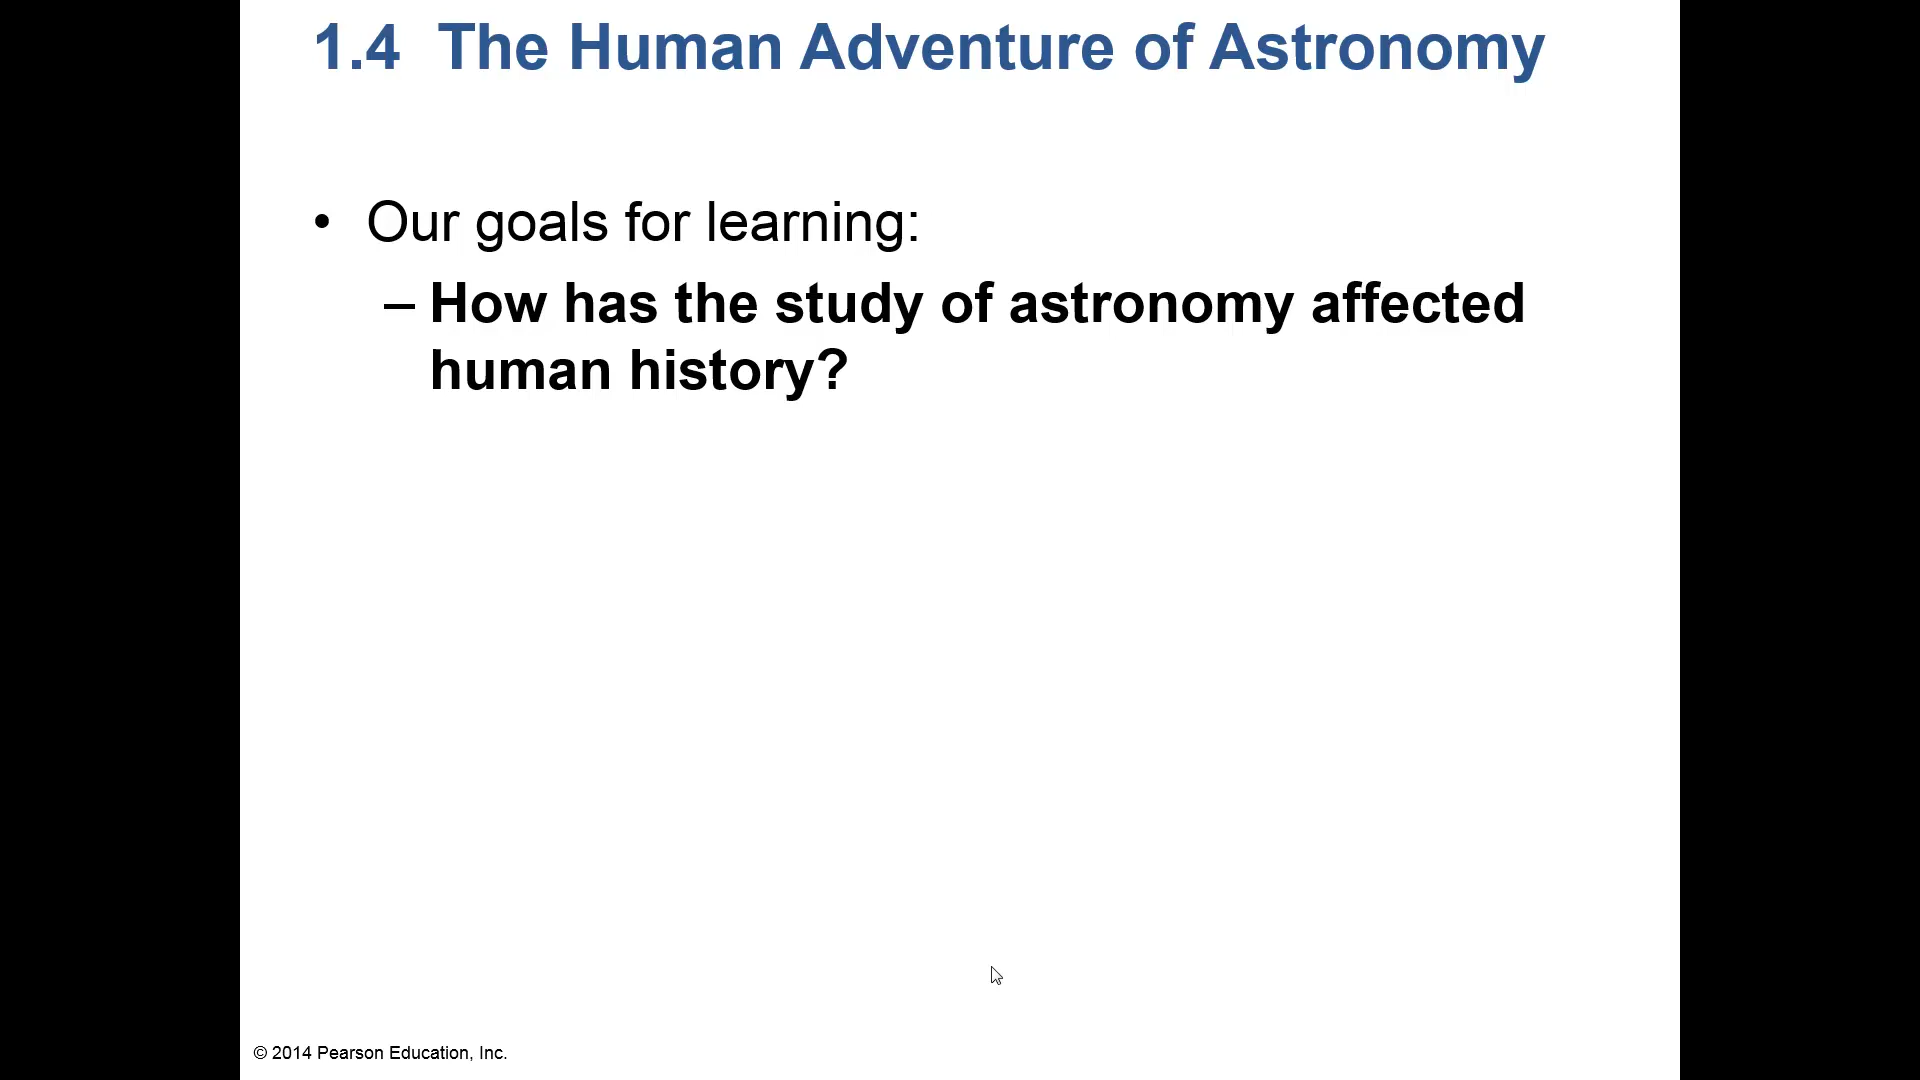 1.4 The Human Adventure of Astronomy
• Our goals for learning:
– How has the study of astronomy affected
human history?
© 2014 Pearson Education, Inc.